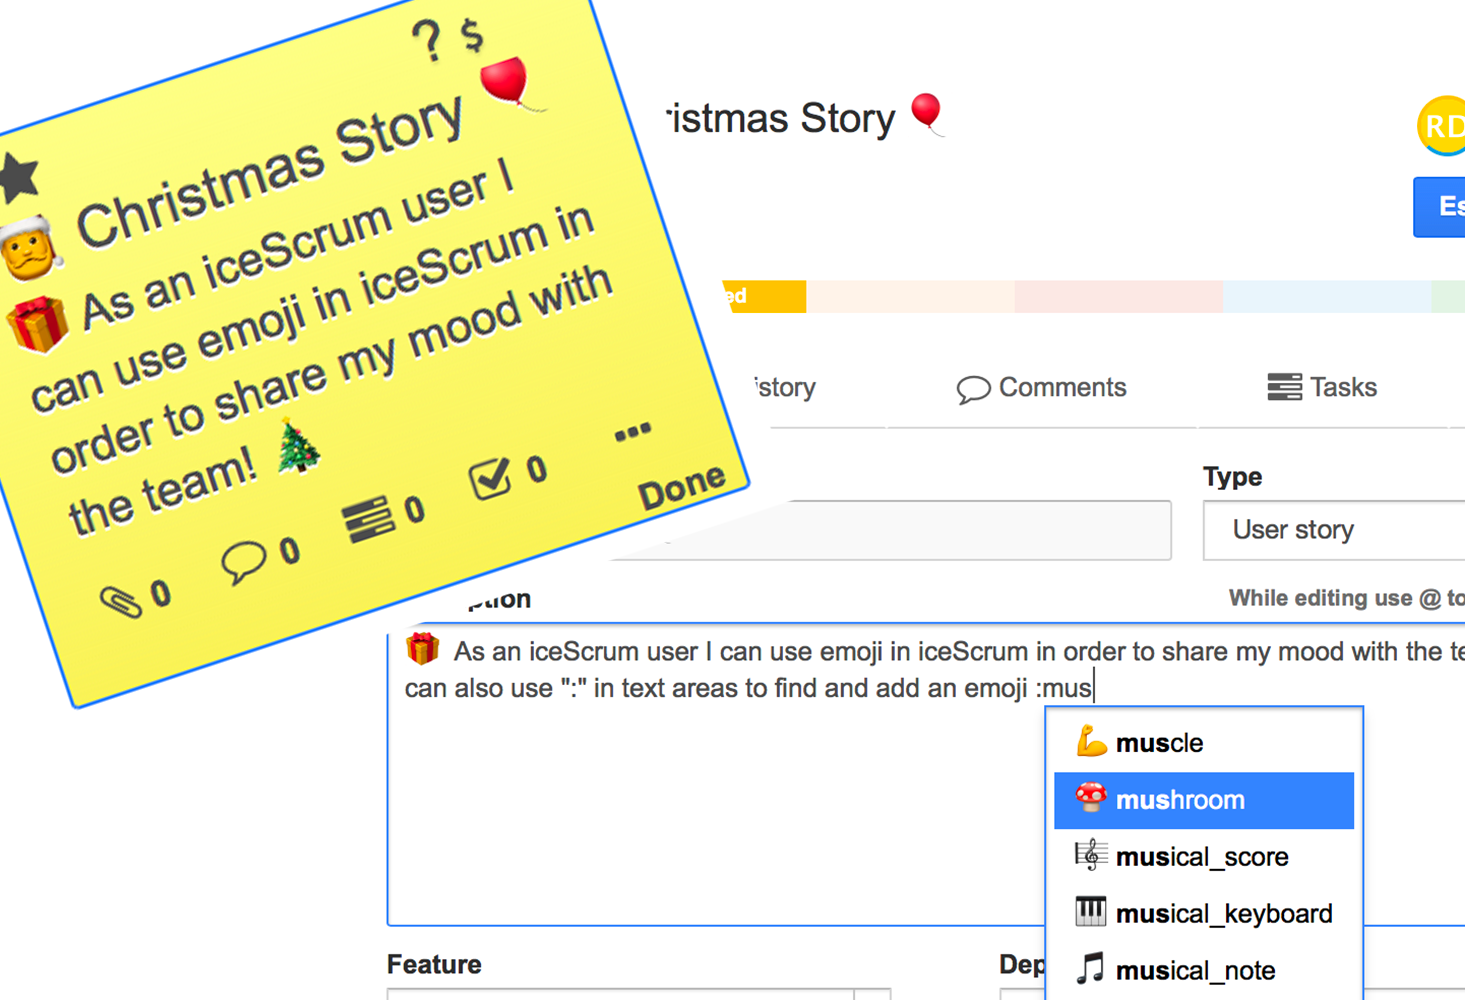 ? $
Christmas Story 🎈
🎅
🎁 As an iceScrum user I
can use emoji in iceScrum in
order to share my mood with
the team! 🎄
0 0 0 0 ...
Done
ristmas Story 🎈
RD
Es
ed
istory
Comments
Tasks
Type
User story
ption
While editing use @ to
🎁 As an iceScrum user I can use emoji in iceScrum in order to share my mood with the te
can also use ":" in text areas to find and add an emoji :mus
💪 muscle
🍄 mushroom
🎼 musical_score
🎹 musical_keyboard
🎵 musical_note
Feature
Dep